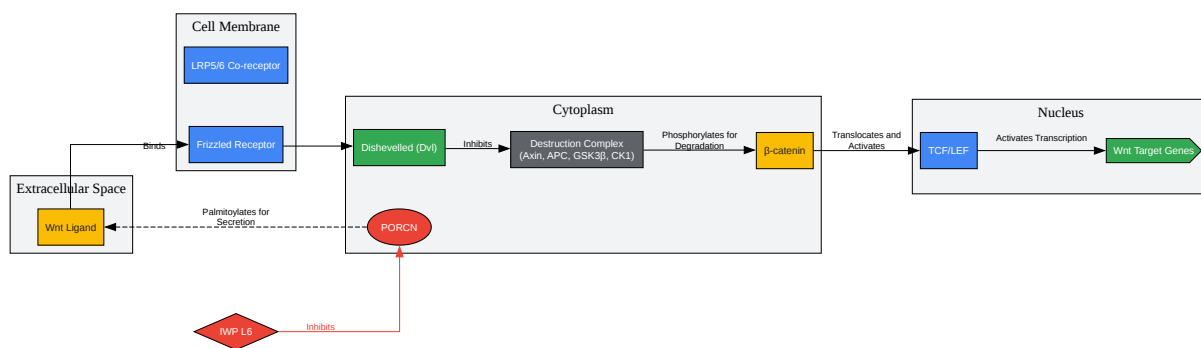 Cell Membrane
LRP5/6 Co-receptor
Frizzled Receptor
Binds
Extracellular Space
Wnt Ligand
Palmitoylates for
Secretion
Cytoplasm
Dishevelled (Dvl)
Inhibits
Destruction Complex
(Axin, APC, GSK3β, CK1)
Phosphorylates for
Degradation
β-catenin
PORCN
Translocates and
Activates
Nucleus
TCF/LEF
Activates Transcription
Wnt Target Genes
IWP L6
Inhibits